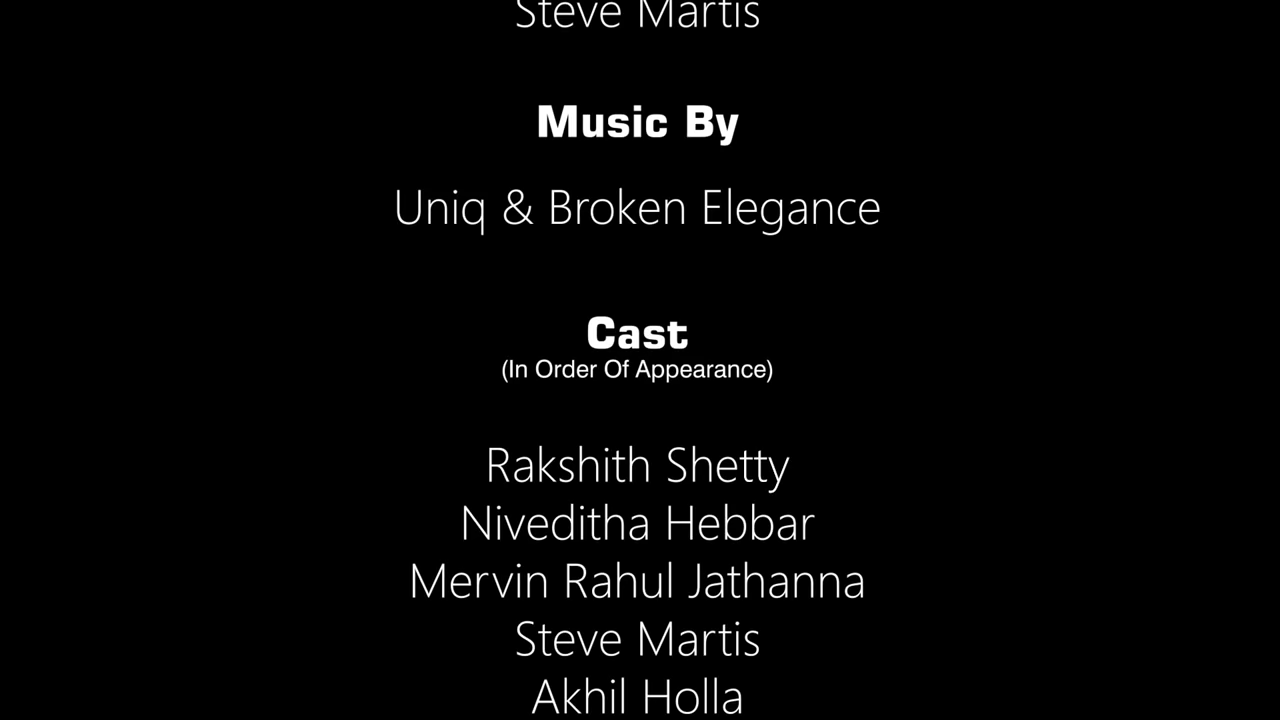 Steve Martis
Music By
Uniq & Broken Elegance
Cast
(In Order Of Appearance)
Rakshith Shetty
Niveditha Hebbar
Mervin Rahul Jathanna
Steve Martis
Akhil Holla